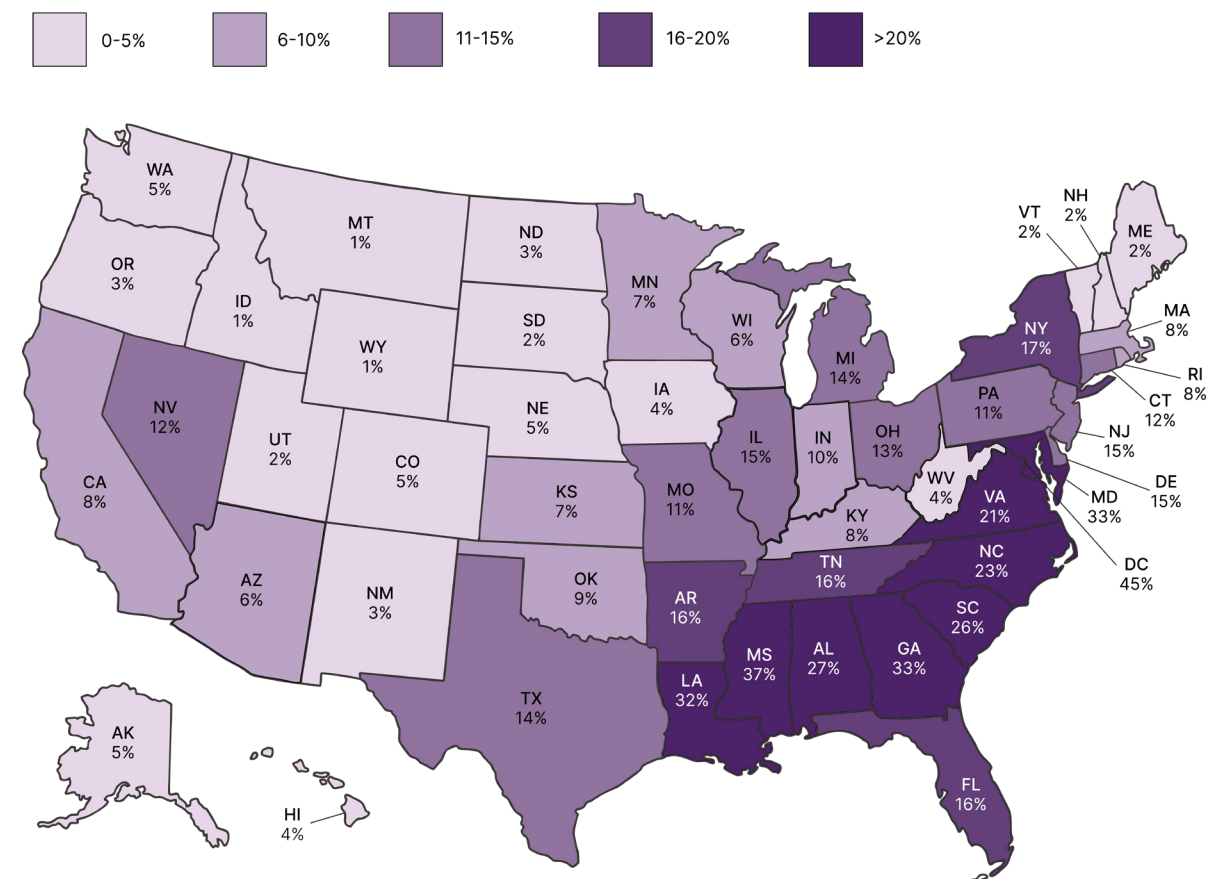 0-5%
6-10%
11-15%
16-20%
>20%
WA
5%
OR
3%
CA
8%
NV
12%
ID
1%
MT
1%
WY
1%
UT
2%
CO
5%
AZ
6%
NM
3%
ND
3%
SD
2%
NE
5%
KS
7%
OK
9%
TX
14%
MN
7%
IA
4%
MO
11%
AR
16%
LA
32%
WI
6%
IL
15%
MI
14%
IN
10%
OH
13%
KY
8%
TN
16%
MS
37%
AL
27%
GA
33%
FL
16%
SC
26%
NC
23%
VA
21%
WV
4%
PA
11%
NY
17%
VT
2%
NH
2%
ME
2%
MA
8%
RI
8%
CT
12%
NJ
15%
DE
15%
MD
33%
DC
45%
AK
5%
HI
4%